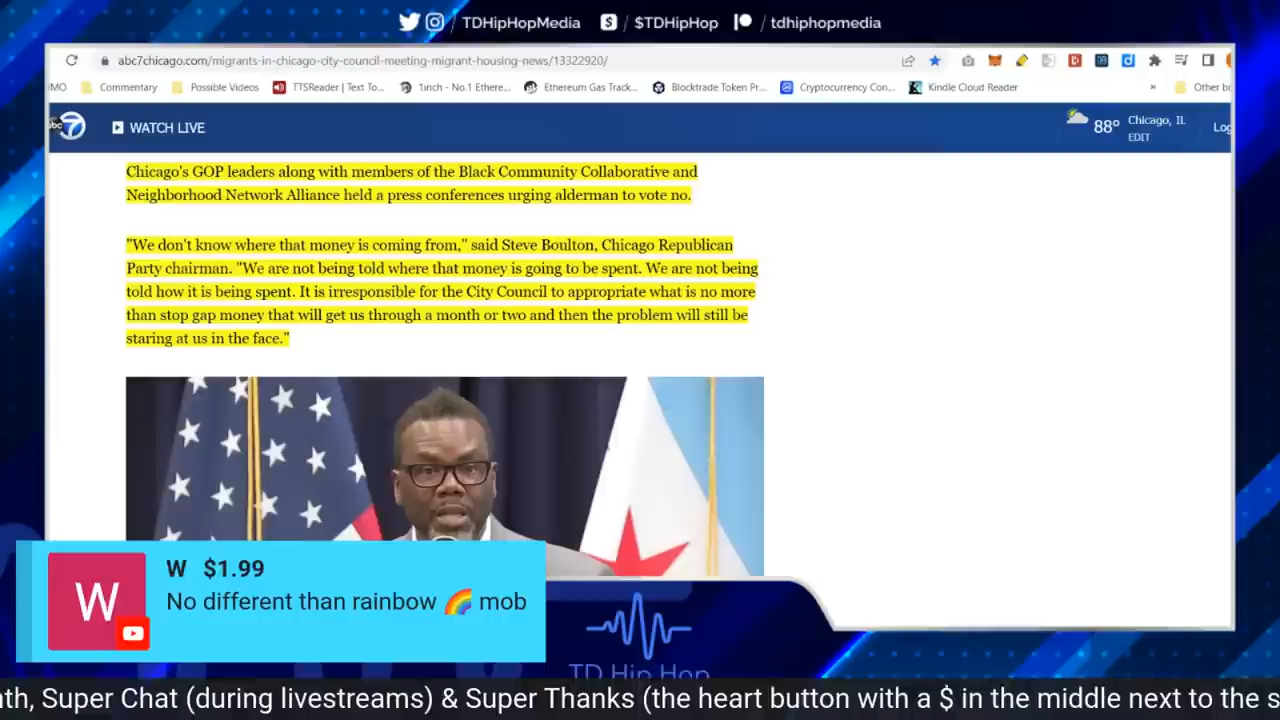 / TDHipHopMedia $ / $TDHipHop / tdhiphopmedia
abc7chicago.com/migrants-in-chicago-city-council-meeting-migrant-housing-news/13322920/
MO Commentary Possible Videos TTSReader | Text To... 1inch - No.1 Ethere... Ethereum Gas Track... Blocktrade Token Pr... Cryptocurrency Con... Kindle Cloud Reader » Other bo
abc 7 WATCH LIVE 88° Chicago, IL Log
EDIT
Chicago's GOP leaders along with members of the Black Community Collaborative and
Neighborhood Network Alliance held a press conferences urging alderman to vote no.
"We don't know where that money is coming from," said Steve Boulton, Chicago Republican
Party chairman. "We are not being told where that money is going to be spent. We are not being
told how it is being spent. It is irresponsible for the City Council to appropriate what is no more
than stop gap money that will get us through a month or two and then the problem will still be
staring at us in the face."
W
W $1.99
No different than rainbow 🌈 mob
TD Hip Hop
nth, Super Chat (during livestreams) & Super Thanks (the heart button with a $ in the middle next to the s